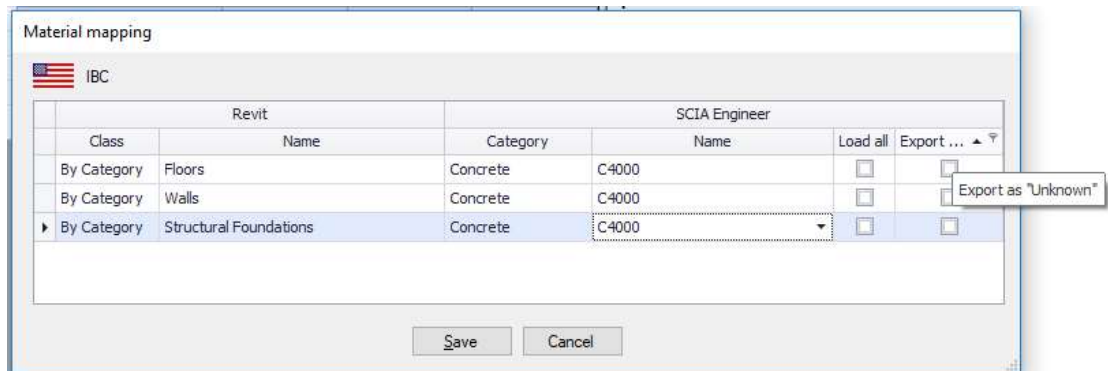 Material mapping
IBC
Revit SCIA Engineer
Class Name Category Name Load all Export ...
By Category Floors Concrete C4000
Export as "Unknown"
By Category Walls Concrete C4000
By Category Structural Foundations Concrete C4000
Save Cancel